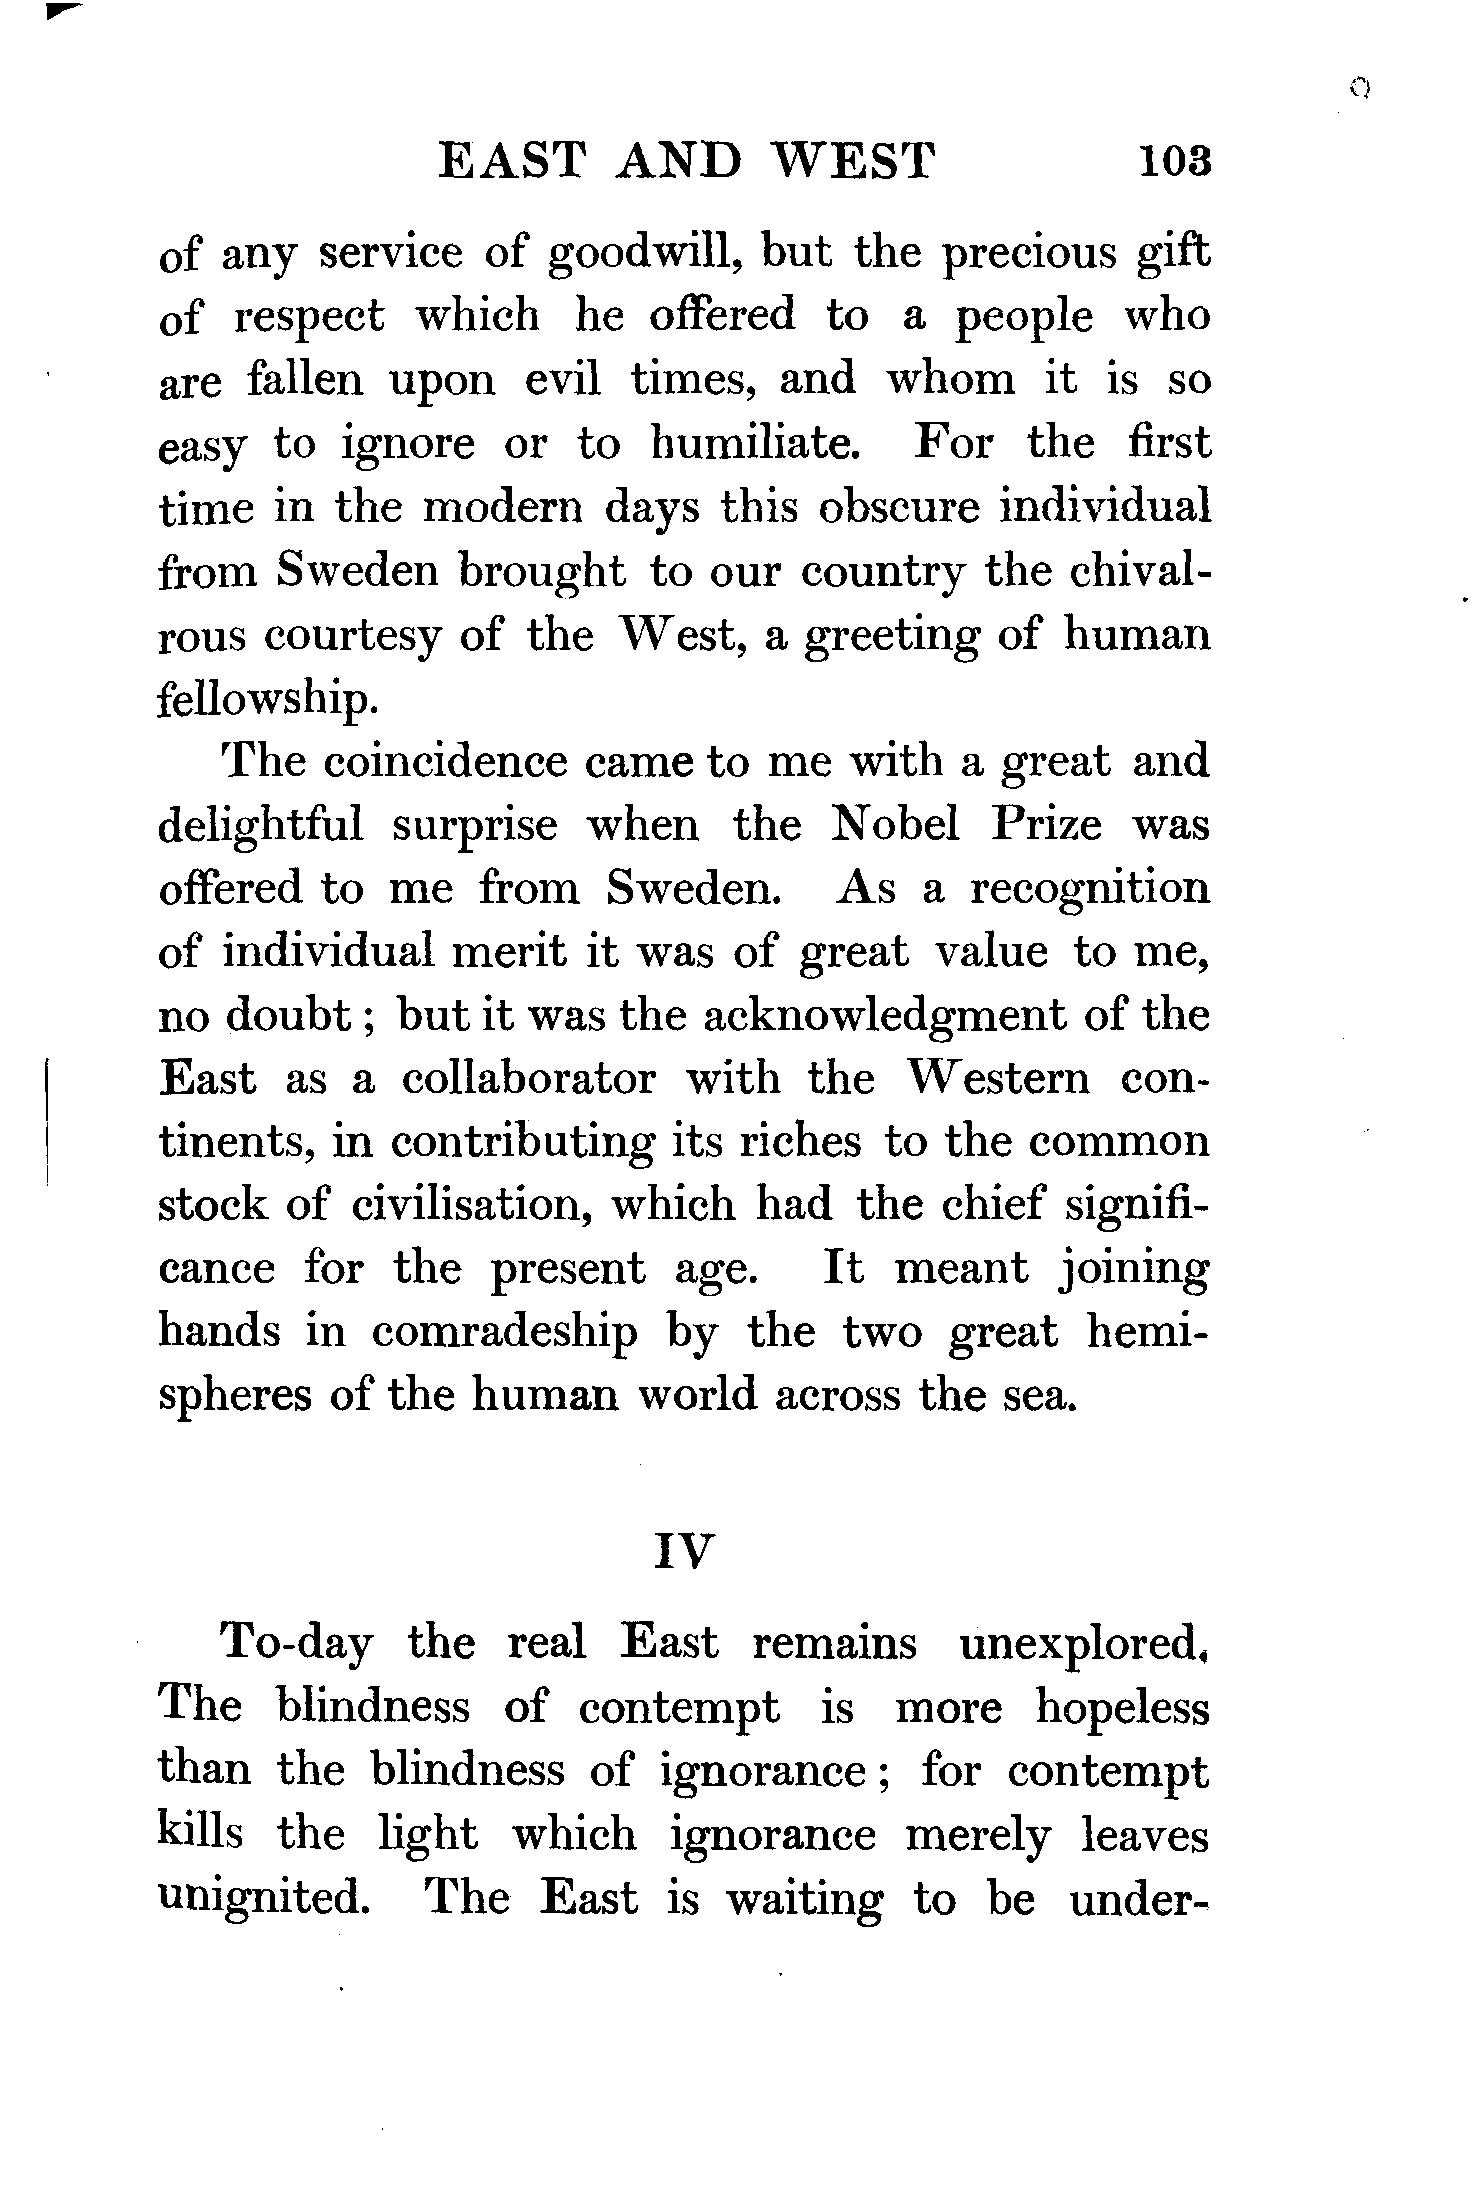 EAST AND WEST 103
of any service of goodwill, but the precious gift
of respect which he offered to a people who
are fallen upon evil times, and whom it is so
easy to ignore or to humiliate. For the first
time in the modern days this obscure individual
from Sweden brought to our country the chival-
rous courtesy of the West, a greeting of human
fellowship.
The coincidence came to me with a great and
delightful surprise when the Nobel Prize was
offered to me from Sweden. As a recognition
of individual merit it was of great value to me,
no doubt ; but it was the acknowledgment of the
East as a collaborator with the Western con-
tinents, in contributing its riches to the common
stock of civilisation, which had the chief signifi-
cance for the present age. It meant joining
hands in comradeship by the two great hemi-
spheres of the human world across the sea.
IV
To-day the real East remains unexplored.
The blindness of contempt is more hopeless
than the blindness of ignorance ; for contempt
kills the light which ignorance merely leaves
unignited. The East is waiting to be under-